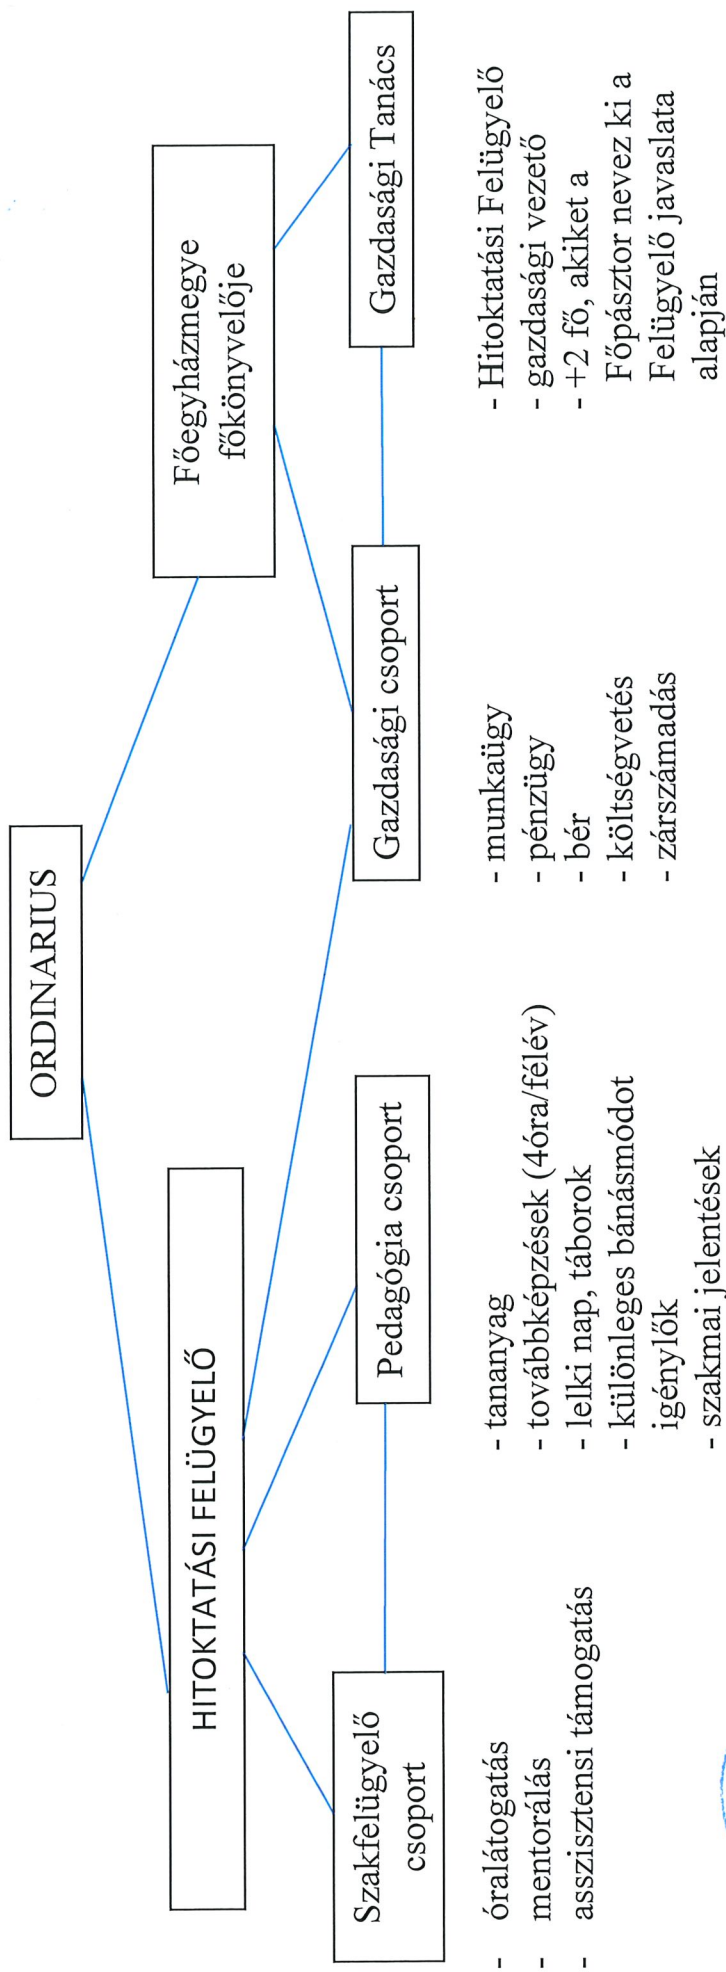 ORDINARIUS
HITOKTATÁSI FELÜGYELŐ
Főegyházmegye
főkönyvelője
Szakfelügyelő
csoport
Pedagógia csoport
Gazdasági csoport
Gazdasági Tanács
- óralátogatás
- mentorálás
- asszisztensi támogatás
- tananyag
- továbbképzések (4óra/félév)
- lelki nap, táborok
- különleges bánásmódot
igénylők
- szakmai jelentések
- munkaügy
- pénzügy
- bér
- költségvetés
- zárszámadás
- Hitoktatási Felügyelő
- gazdasági vezető
- +2 fő, akiket a
Főpásztor nevez ki a
Felügyelő javaslata
alapján